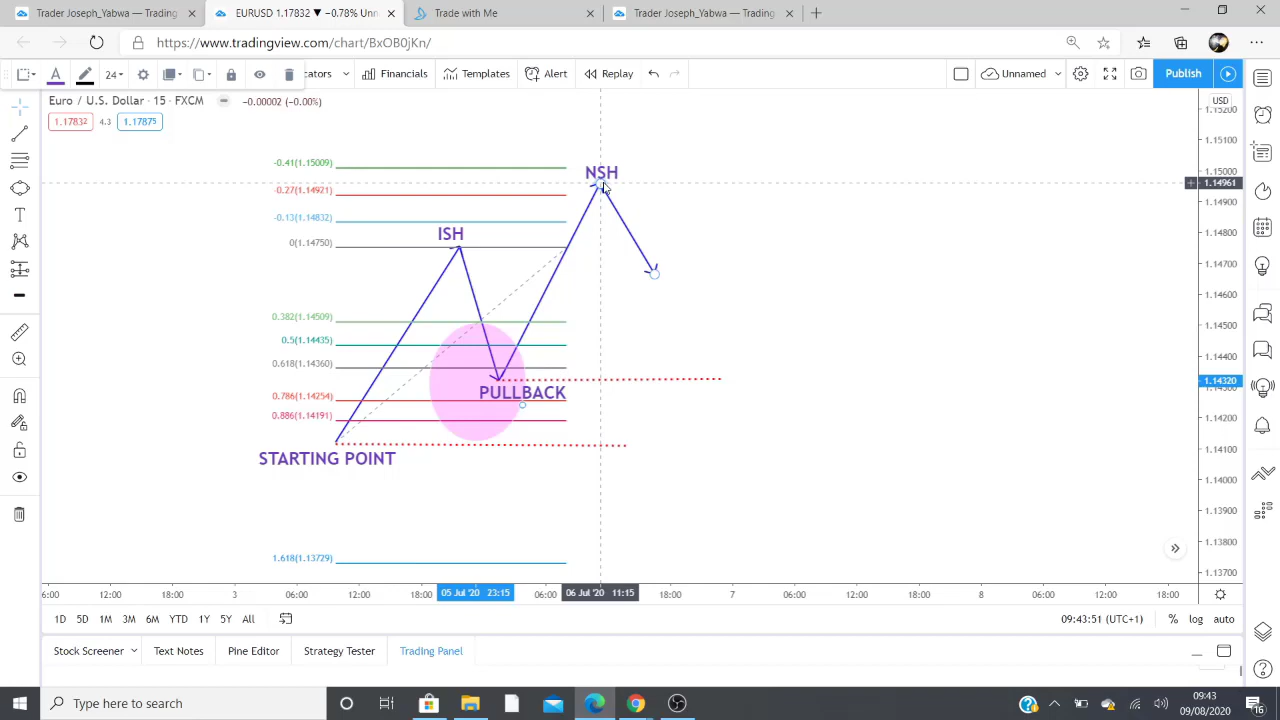 Trader Joseph_Yabwa — Trading
EURUSD 1.17832 ▼ −0.78% Unn
Trade with Me
Trader Joseph_Yabwa — Trading
https://www.tradingview.com/chart/BxOB0jKn/
A 24 ators Financials Templates Alert Replay Unnamed Publish
Euro / U.S. Dollar · 15 · FXCM −0.00002 (−0.00%)
1.17832 4.3 1.17875
USD
1.15200
1.15100
1.15000
1.14961
1.14900
1.14800
1.14700
1.14600
1.14500
1.14400
1.14320
1.14200
1.14100
1.14000
1.13900
1.13800
1.13700
-0.41(1.15009)
NSH
-0.27(1.14921)
-0.13(1.14832)
ISH
0(1.14750)
0.382(1.14509)
0.5(1.14435)
0.618(1.14360)
PULLBACK
0.786(1.14254)
0.886(1.14191)
STARTING POINT
1.618(1.13729)
6:00 12:00 18:00 3 06:00 12:00 18:00 05 Jul '20 23:15 06:00 06 Jul '20 11:15 18:00 7 06:00 12:00 18:00 8 06:00 12:00 18:00
1D 5D 1M 3M 6M YTD 1Y 5Y All 09:43:51 (UTC+1) % log auto
Stock Screener Text Notes Pine Editor Strategy Tester Trading Panel
Type here to search
09:43
09/08/2020
16